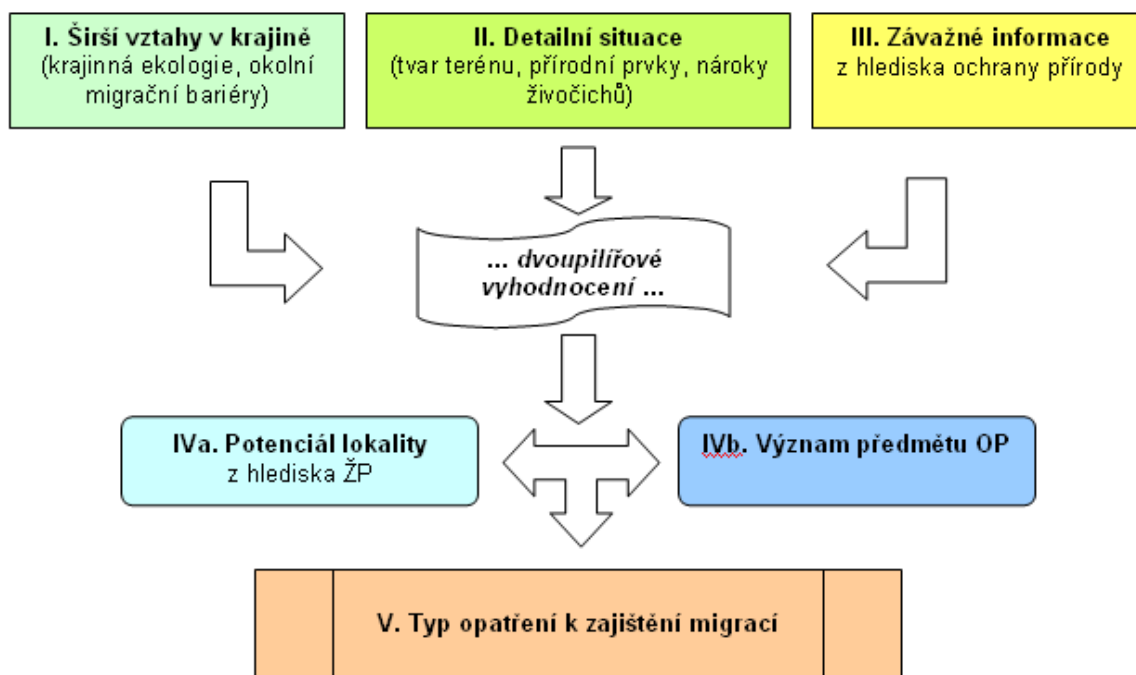 I. Širší vztahy v krajině
(krajinná ekologie, okolní
migrační bariéry)
II. Detailní situace
(tvar terénu, přírodní prvky, nároky
živočichů)
III. Závažné informace
z hlediska ochrany přírody
... dvoupilířové
vyhodnocení ...
IVa. Potenciál lokality
z hlediska ŽP
IVb. Význam předmětu OP
V. Typ opatření k zajištění migrací